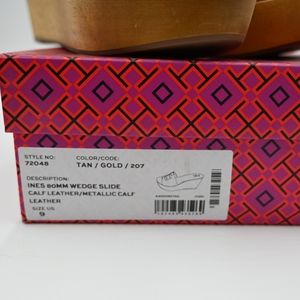 STYLE NO:
72048
COLOR/CODE:
TAN / GOLD / 207
DESCRIPTION:
INES 80MM WEDGE SLIDE
CALF LEATHER/METALLIC CALF
LEATHER
SIZE US
9